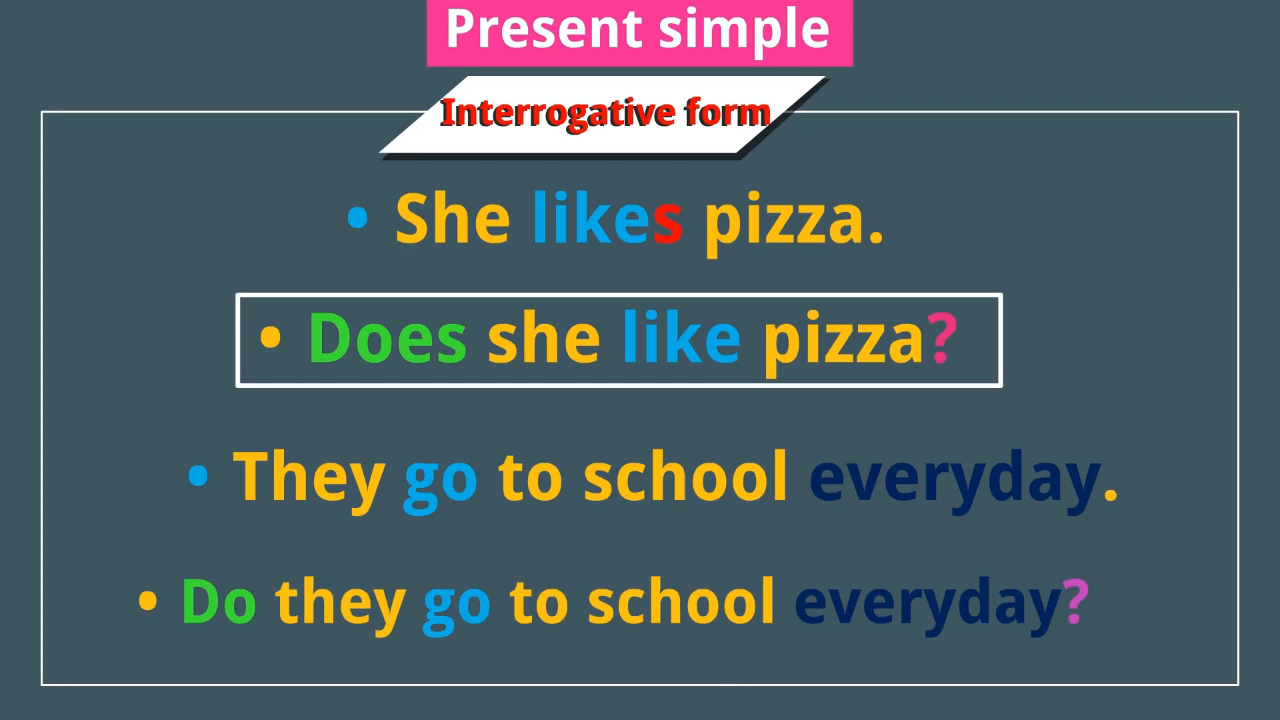 Present simple
Interrogative form
• She likes pizza.
• Does she like pizza?
• They go to school everyday.
• Do they go to school everyday?